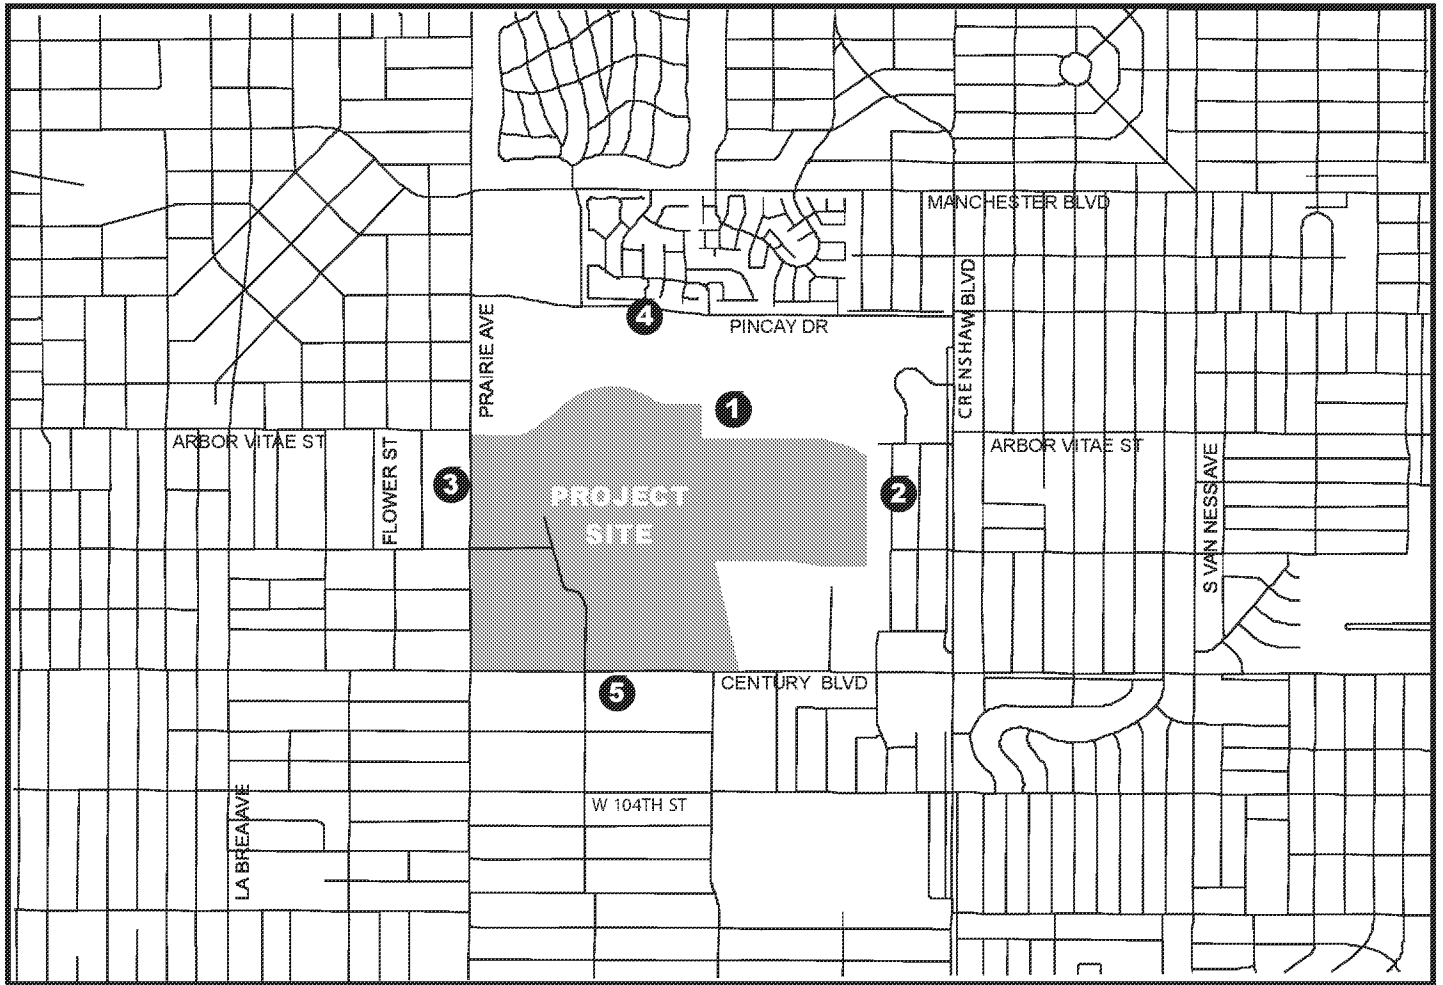 MANCHESTER BLVD
CRENSHAW BLVD
PRAIRIE AVE
4
PINCAY DR
1
ARBOR VITAE ST
FLOWER ST
ARBOR VITAE ST
S VAN NESS AVE
3
2
PROJECT
SITE
5
CENTURY BLVD
W 104TH ST
LA BREA AVE